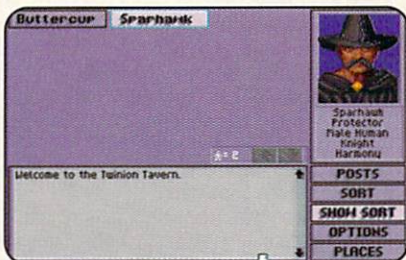 Buttercup
Sparhawk
Sparhawk
Protector
Male Human
Knight
Harmony
Welcome to the Twinion Tavern.
POSTS
SORT
SHOW SORT
OPTIONS
PLACES